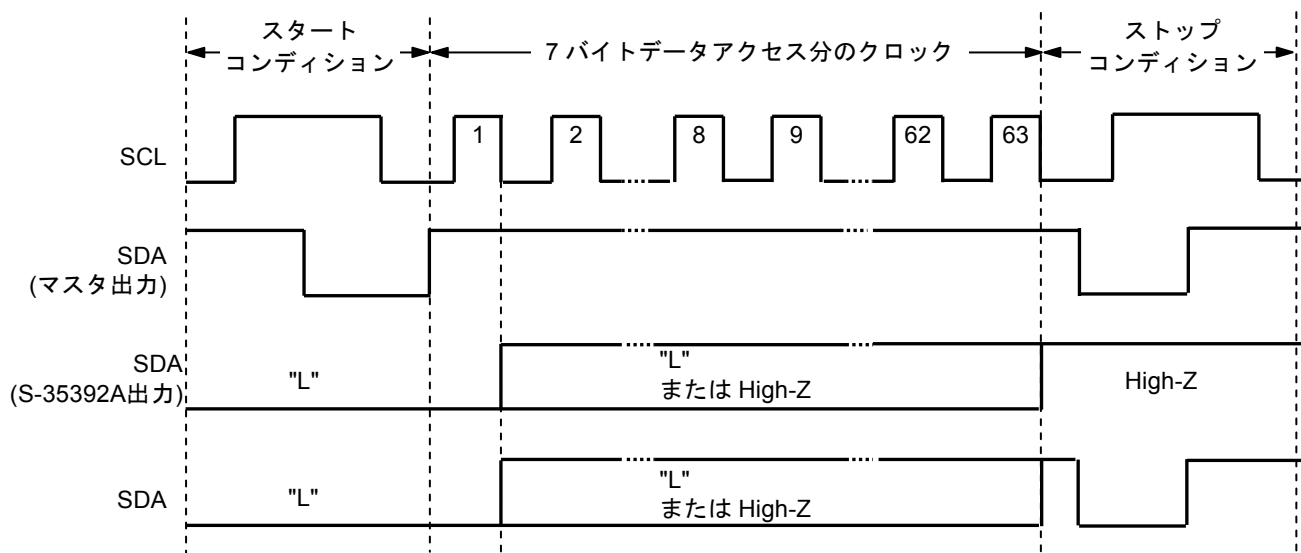 スタート
コンディション
7 バイトデータアクセス分のクロック
ストップ
コンディション
SCL
1
2
8
9
62
63
SDA
(マスタ出力)
SDA
(S-35392A出力)
"L"
"L"
または High-Z
High-Z
SDA
"L"
"L"
または High-Z